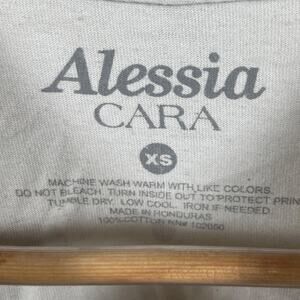 Alessia
CARA
XS
MACHINE WASH WARM WITH LIKE COLORS.
DO NOT BLEACH. TURN INSIDE OUT TO PROTECT PRINT
TUMBLE DRY. LOW COOL. IRON IF NEEDED.
MADE IN HONDURAS
100% COTTON RN# 102050